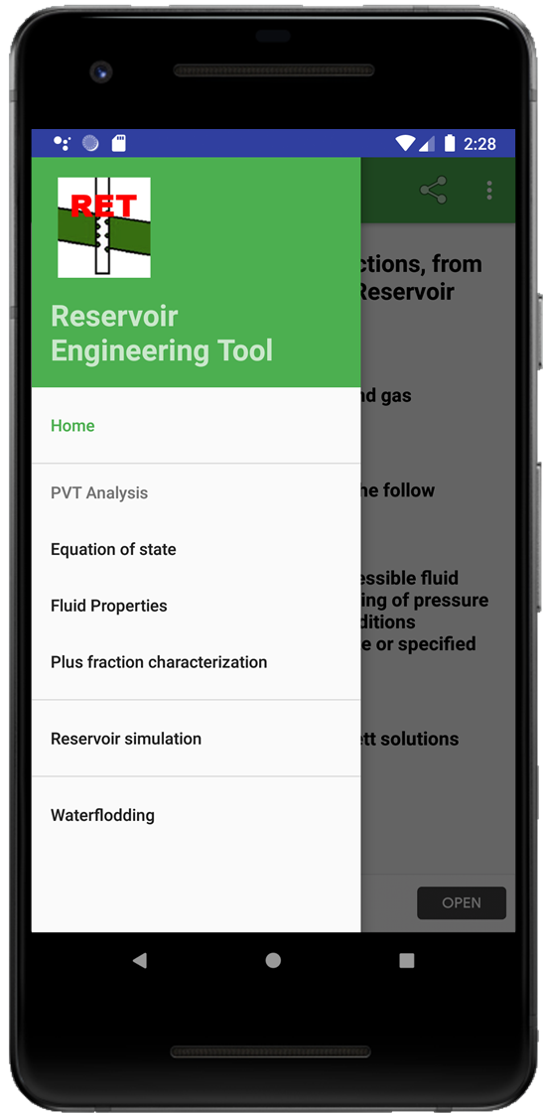 2:28
RET
Reservoir
Engineering Tool
Home
PVT Analysis
Equation of state
Fluid Properties
Plus fraction characterization
Reservoir simulation
Waterflodding
ctions, from
Reservoir
nd gas
he follow
essible fluid
ing of pressure
ditions
e or specified
ett solutions
OPEN